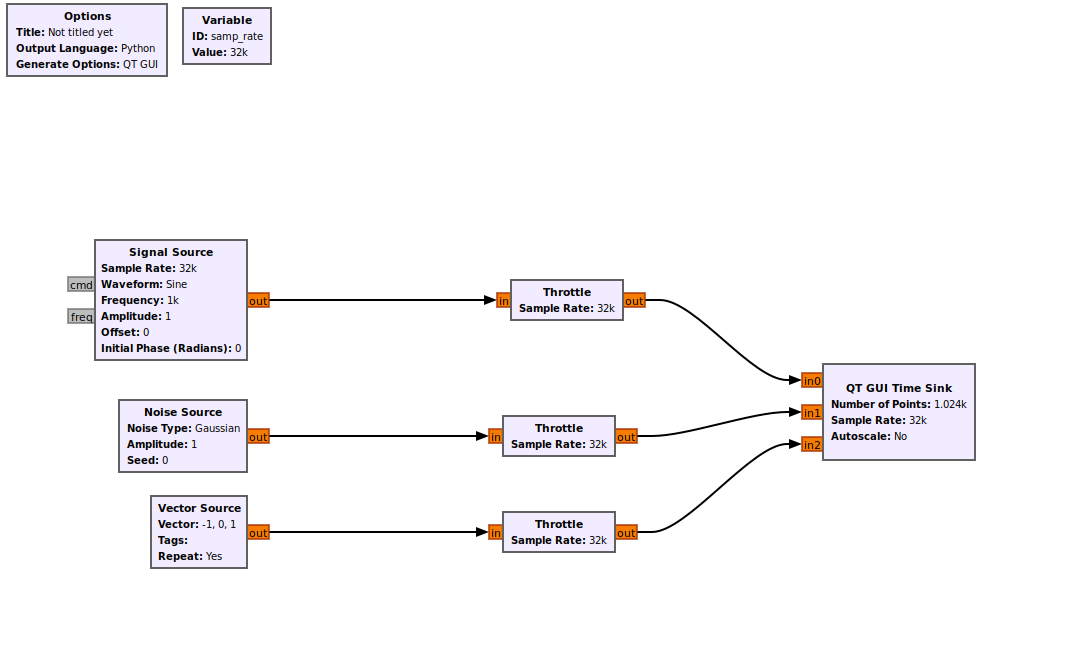 Options
Title: Not titled yet
Output Language: Python
Generate Options: QT GUI
Variable
ID: samp_rate
Value: 32k
Signal Source
Sample Rate: 32k
Waveform: Sine
Frequency: 1k
Amplitude: 1
Offset: 0
Initial Phase (Radians): 0
cmd
freq
out
in
Throttle
Sample Rate: 32k
out
Noise Source
Noise Type: Gaussian
Amplitude: 1
Seed: 0
out
in
Throttle
Sample Rate: 32k
out
Vector Source
Vector: -1, 0, 1
Tags:
Repeat: Yes
out
in
Throttle
Sample Rate: 32k
out
in0
in1
in2
QT GUI Time Sink
Number of Points: 1.024k
Sample Rate: 32k
Autoscale: No